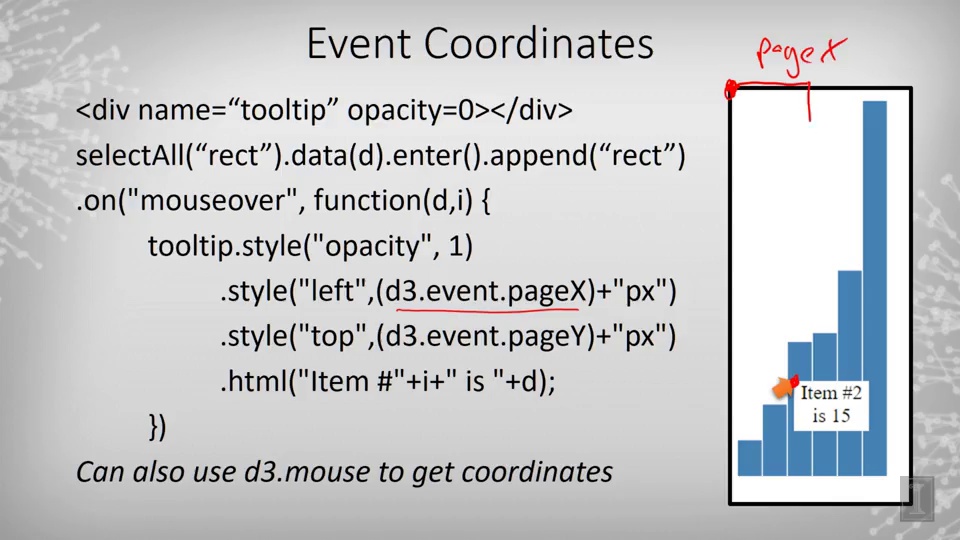 Event Coordinates
pageX
<div name=“tooltip” opacity=0></div>
selectAll(“rect”).data(d).enter().append(“rect”)
.on("mouseover", function(d,i) {
tooltip.style("opacity", 1)
.style("left",(d3.event.pageX)+"px")
.style("top",(d3.event.pageY)+"px")
.html("Item #"+i+" is "+d);
})
Can also use d3.mouse to get coordinates
Item #2
is 15
I